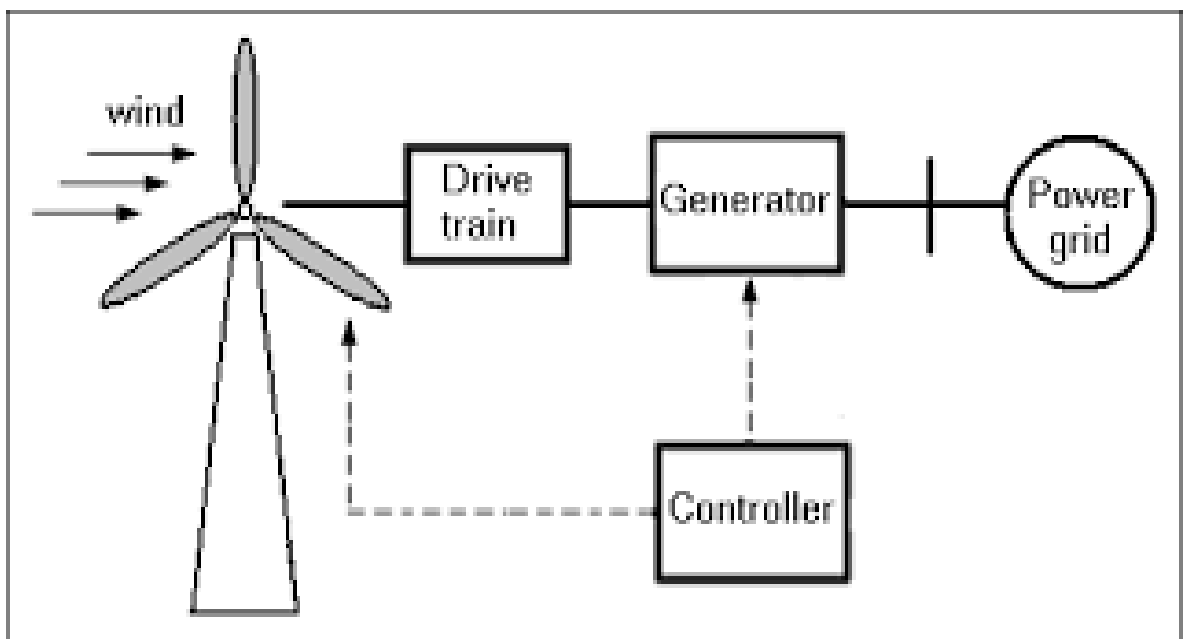 wind
Drive
train
Generator
Power
grid
Controller